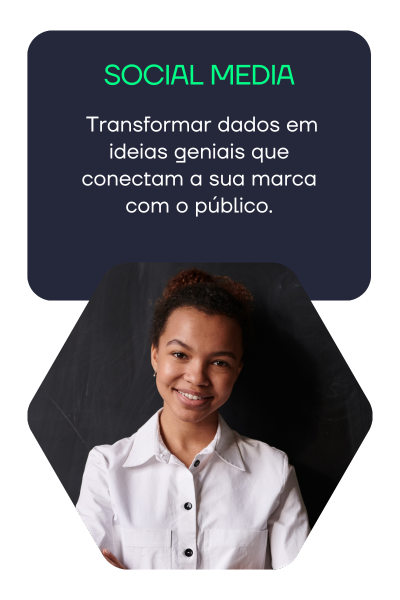 SOCIAL MEDIA
Transformar dados em
ideias geniais que
conectam a sua marca
com o público.